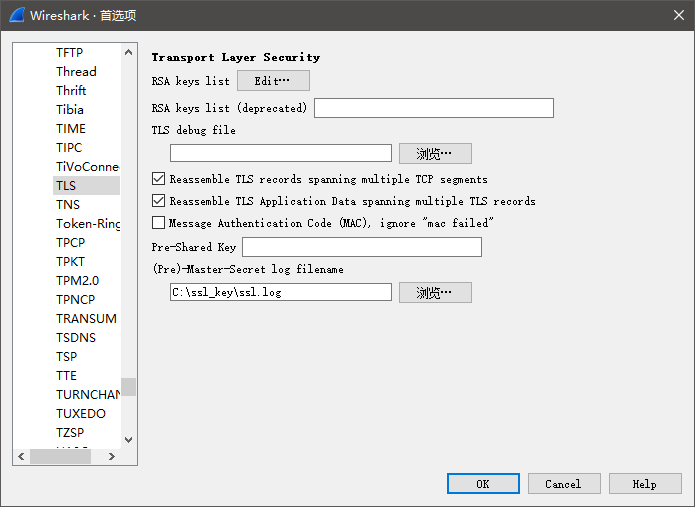 Wireshark · 首选项
TFTP
Thread
Thrift
Tibia
TIME
TIPC
TiVoConnec
TLS
TNS
Token-Ring
TPCP
TPKT
TPM2.0
TPNCP
TRANSUM
TSDNS
TSP
TTE
TURNCHAN
TUXEDO
TZSP
Transport Layer Security
RSA keys list Edit…
RSA keys list (deprecated)
TLS debug file
浏览…
Reassemble TLS records spanning multiple TCP segments
Reassemble TLS Application Data spanning multiple TLS records
Message Authentication Code (MAC), ignore "mac failed"
Pre-Shared Key
(Pre)-Master-Secret log filename
C:\ssl_key\ssl.log 浏览…
OK Cancel Help